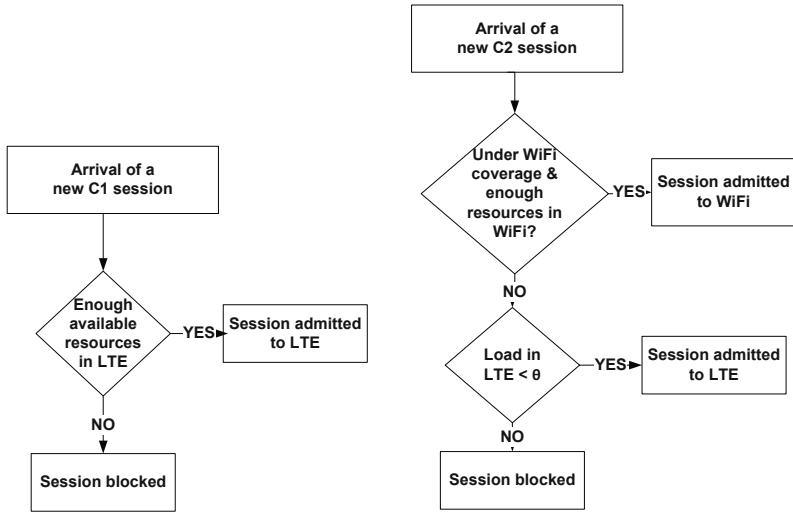 Arrival of a
new C1 session
Enough
available
resources
in LTE
YES
Session admitted
to LTE
NO
Session blocked
Arrival of a
new C2 session
Under WiFi
coverage &
enough
resources in
WiFi?
YES
Session admitted
to WiFi
NO
Load in
LTE < θ
YES
Session admitted
to LTE
NO
Session blocked